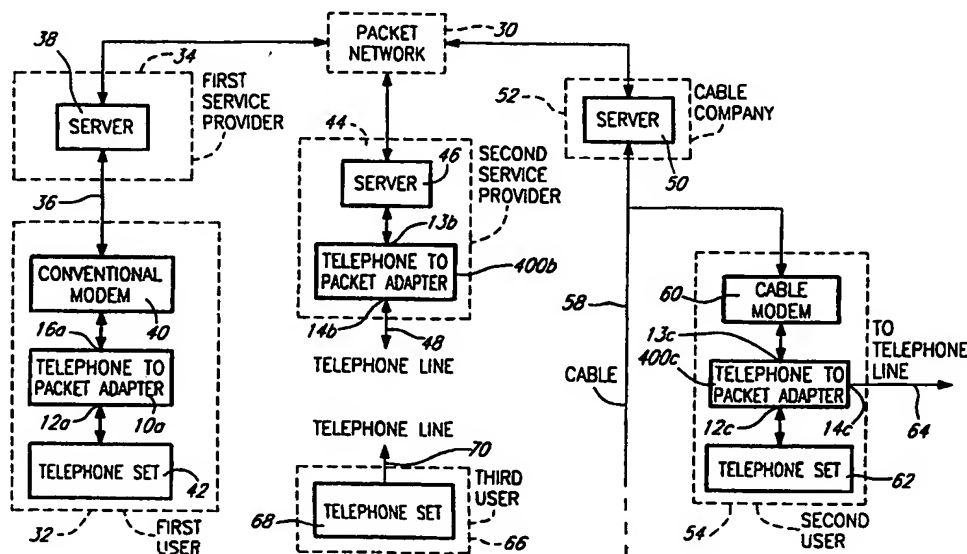 PACKET
NETWORK
30
38
34
FIRST
SERVICE
PROVIDER
SERVER
36
44
SERVER
46
SECOND
SERVICE
PROVIDER
13b
TELEPHONE TO
PACKET ADAPTER
400b
14b
48
TELEPHONE LINE
52
CABLE
COMPANY
SERVER
50
58
CABLE
CONVENTIONAL
MODEM
40
16a
TELEPHONE TO
PACKET ADAPTER
12a
10a
TELEPHONE SET
42
32
FIRST
USER
TELEPHONE LINE
70
THIRD
USER
68
TELEPHONE SET
66
60
CABLE
MODEM
13c
400c
TELEPHONE TO
PACKET ADAPTER
TO
TELEPHONE
LINE
12c
14c
64
TELEPHONE SET
62
54
SECOND
USER